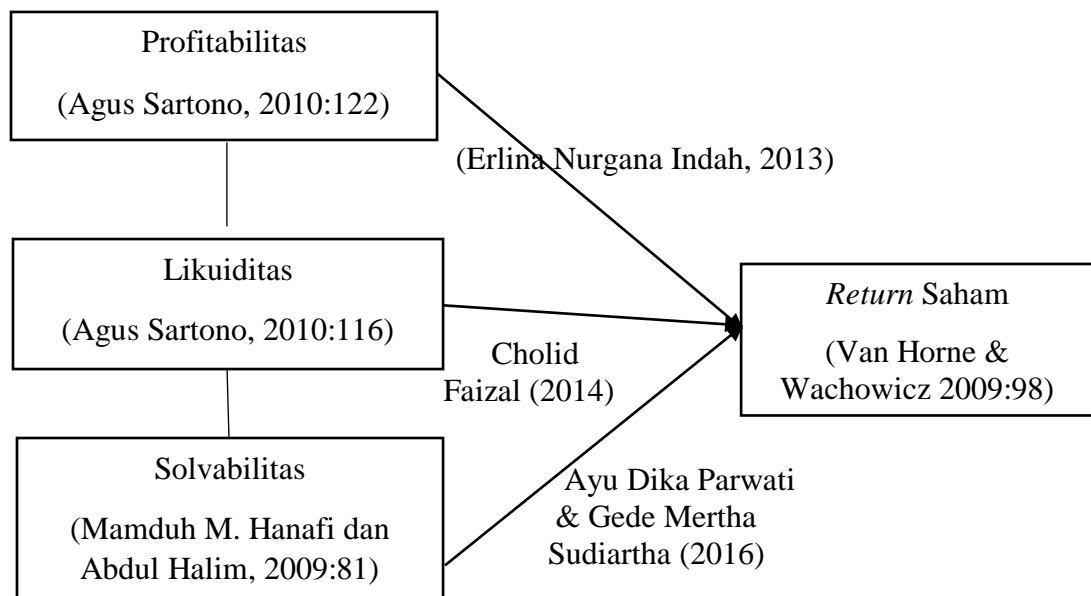 Profitabilitas
(Agus Sartono, 2010:122)
(Erlina Nurgana Indah, 2013)
Likuiditas
(Agus Sartono, 2010:116)
Return Saham
(Van Horne &
Wachowicz 2009:98)
Cholid
Faizal (2014)
Solvabilitas
(Mamduh M. Hanafi dan
Abdul Halim, 2009:81)
Ayu Dika Parwati
& Gede Mertha
Sudiartha (2016)